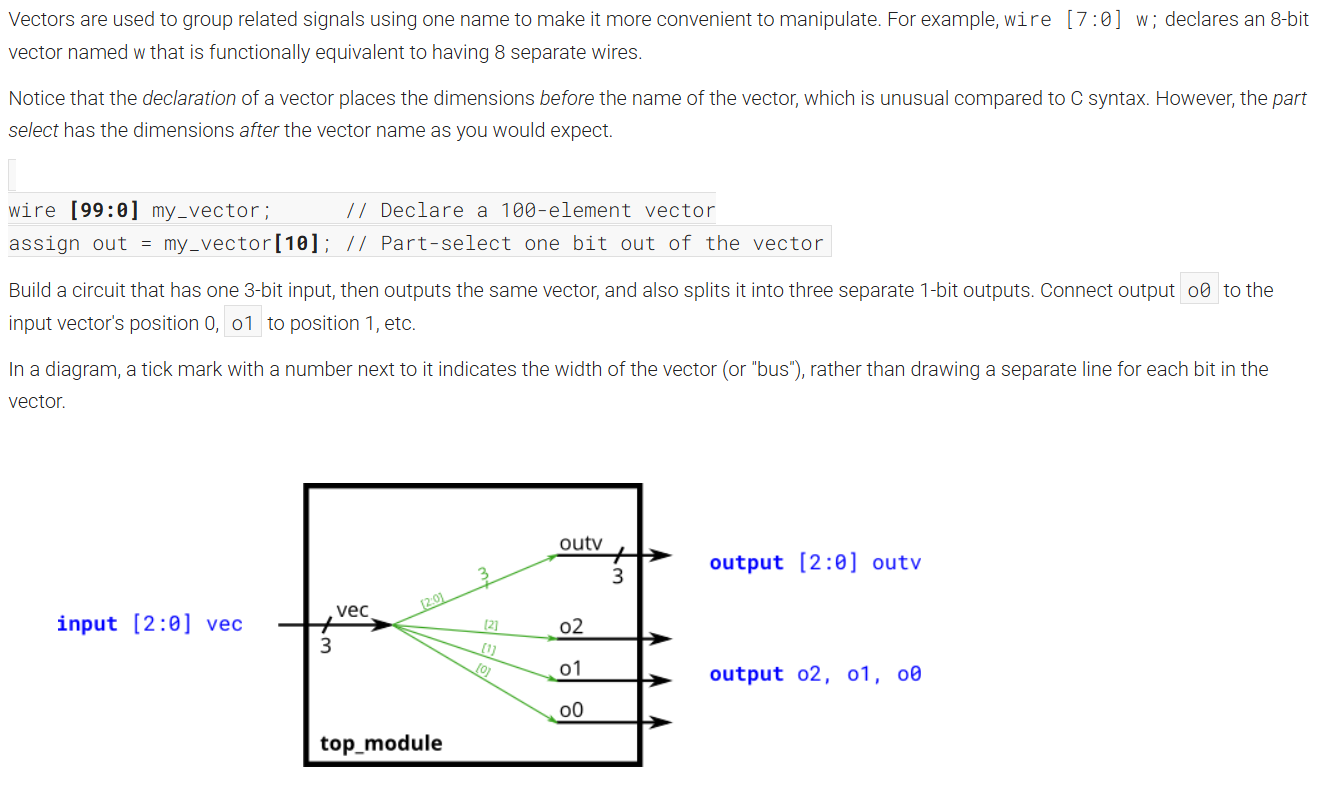 Vectors are used to group related signals using one name to make it more convenient to manipulate. For example, wire [7:0] w; declares an 8-bit
vector named w that is functionally equivalent to having 8 separate wires.
Notice that the declaration of a vector places the dimensions before the name of the vector, which is unusual compared to C syntax. However, the part
select has the dimensions after the vector name as you would expect.
wire [99:0] my_vector;      // Declare a 100-element vector
assign out = my_vector[10]; // Part-select one bit out of the vector
Build a circuit that has one 3-bit input, then outputs the same vector, and also splits it into three separate 1-bit outputs. Connect output o0 to the
input vector's position 0, o1 to position 1, etc.
In a diagram, a tick mark with a number next to it indicates the width of the vector (or "bus"), rather than drawing a separate line for each bit in the
vector.
outv
3
3
output [2:0] outv
[2:0]
input [2:0] vec
vec
3
[2]
o2
[1]
[0]
o1
output o2, o1, o0
o0
top_module